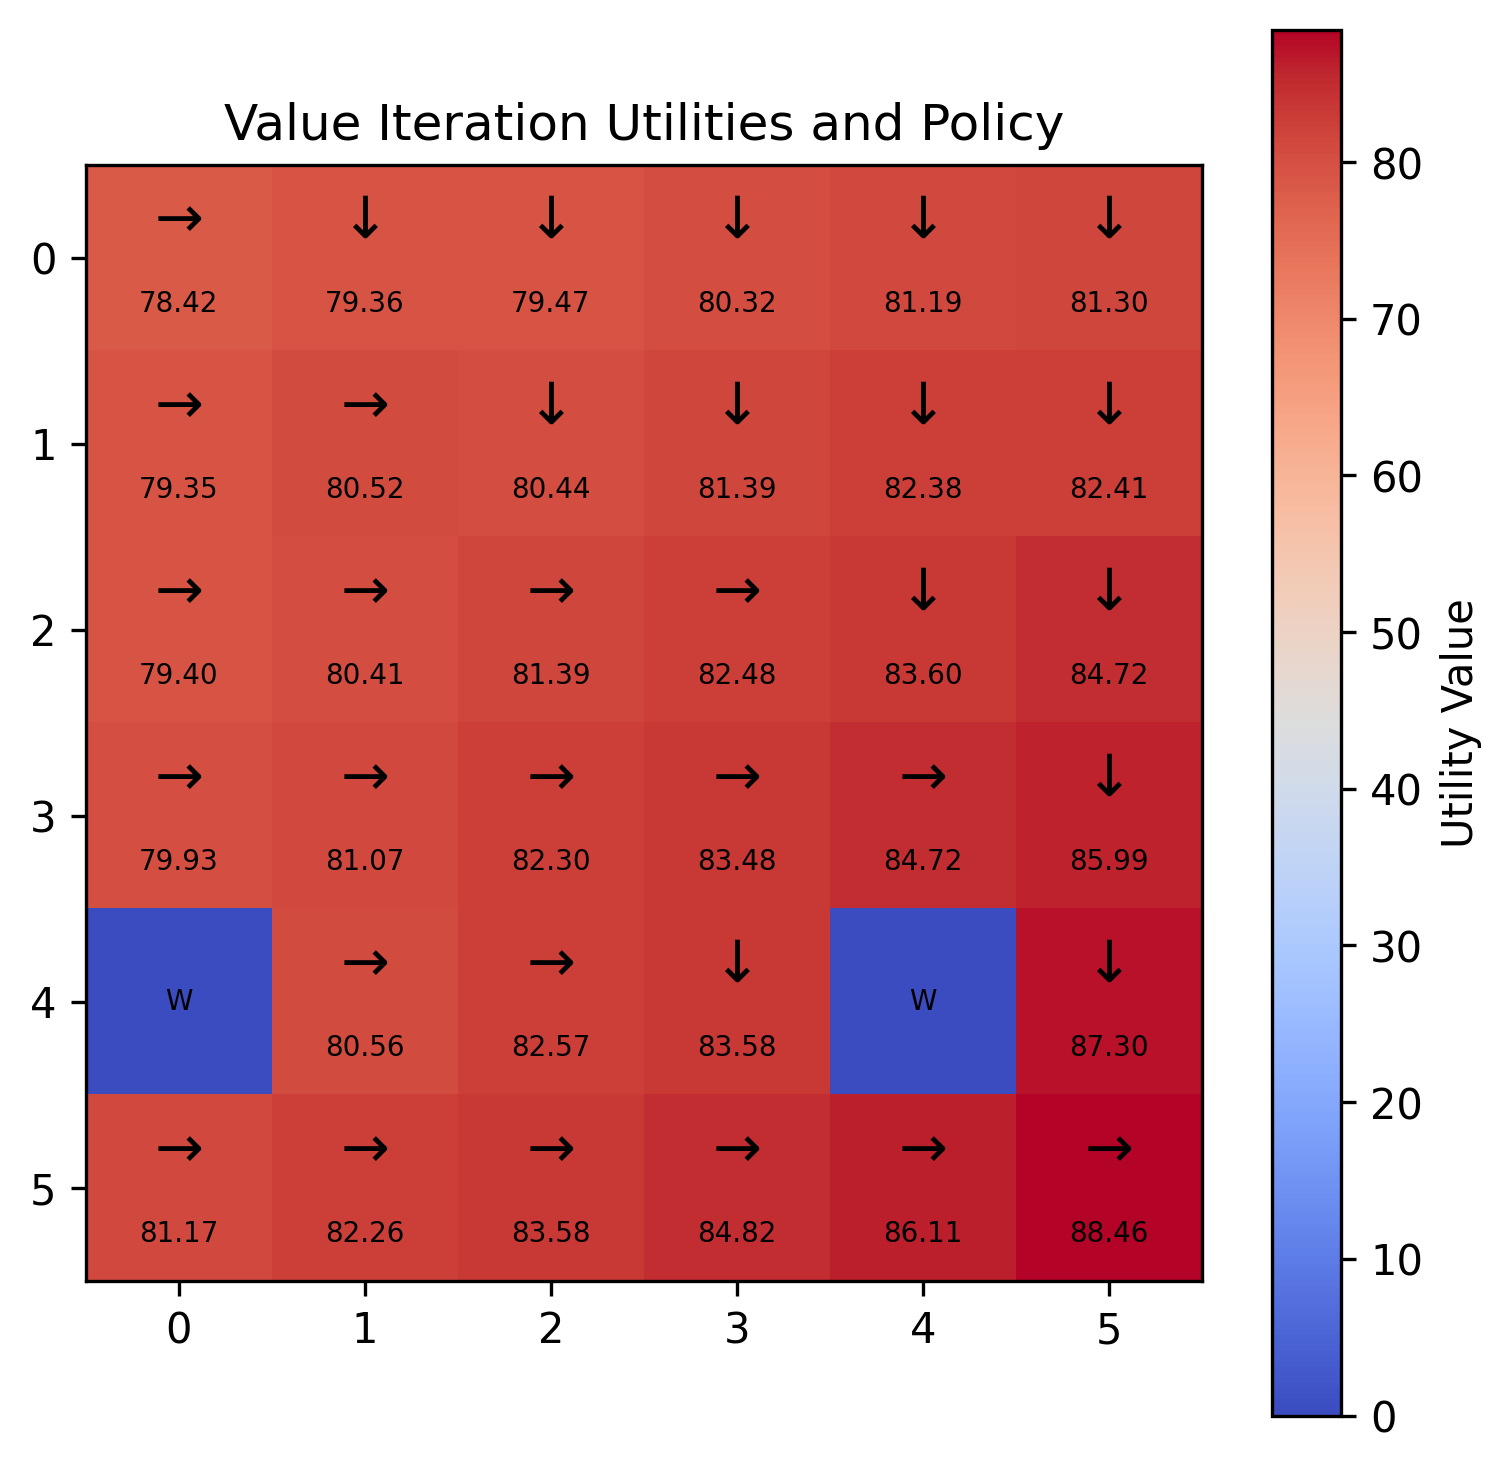 Value Iteration Utilities and Policy
→ ↓ ↓ ↓ ↓ ↓
0
78.42 79.36 79.47 80.32 81.19 81.30
→ → ↓ ↓ ↓ ↓
1
79.35 80.52 80.44 81.39 82.38 82.41
→ → → → ↓ ↓
2
79.40 80.41 81.39 82.48 83.60 84.72
→ → → → → ↓
3
79.93 81.07 82.30 83.48 84.72 85.99
→ → ↓ ↓
4 W W
80.56 82.57 83.58 87.30
→ → → → → →
5
81.17 82.26 83.58 84.82 86.11 88.46
0 1 2 3 4 5
80
70
60
50
40
30
20
10
0
Utility Value